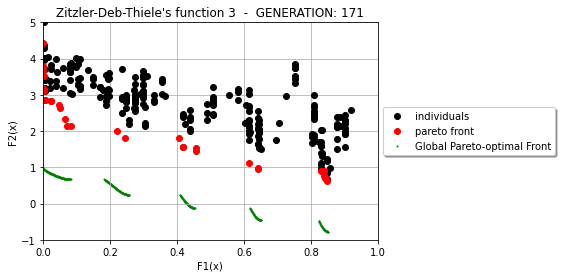 Zitzler-Deb-Thiele's function 3 - GENERATION: 171
5
4
3
2
1
0
-1
F2(x)
0.0 0.2 0.4 0.6 0.8 1.0
F1(x)
individuals
pareto front
Global Pareto-optimal Front